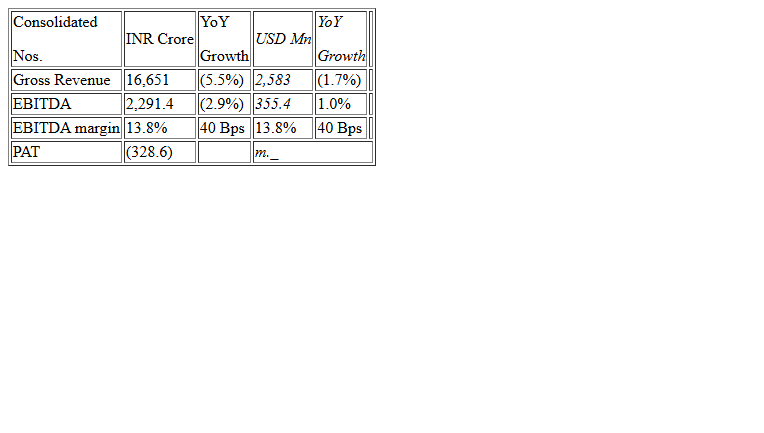 Consolidated Nos. INR Crore YoY Growth USD Mn YoY Growth
Gross Revenue 16,651 (5.5%) 2,583 (1.7%)
EBITDA 2,291.4 (2.9%) 355.4 1.0%
EBITDA margin 13.8% 40 Bps 13.8% 40 Bps
PAT (328.6) m._